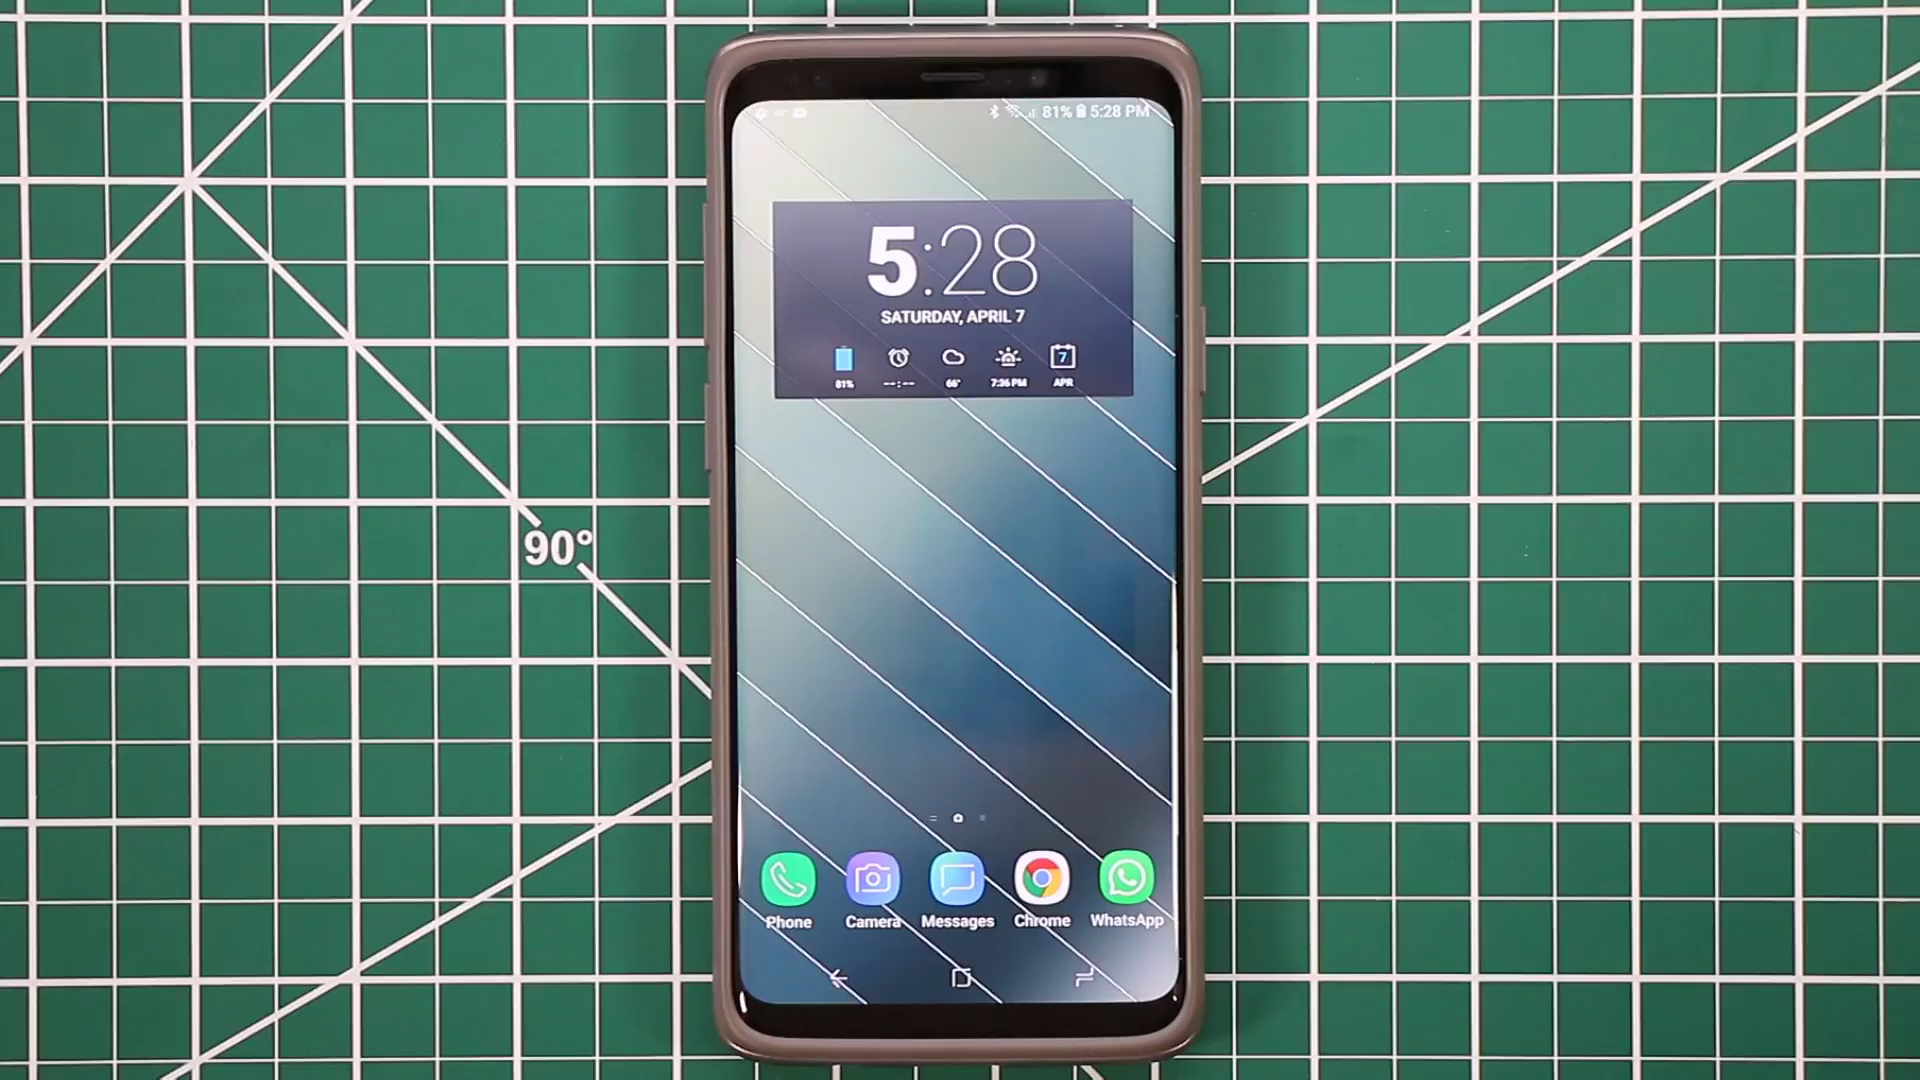 81% 5:28 PM
5:28
SATURDAY, APRIL 7
81% --:-- 66° 7:36 PM 7 APR
90°
Phone Camera Messages Chrome WhatsApp